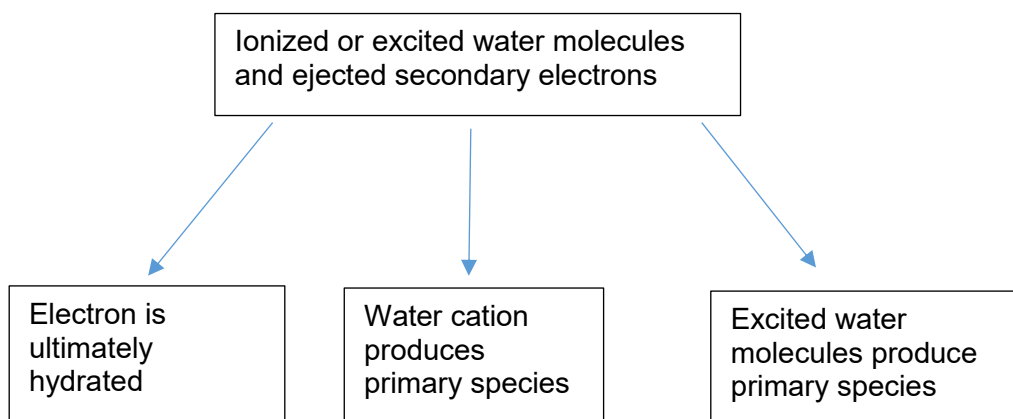 Ionized or excited water molecules
and ejected secondary electrons
Electron is
ultimately
hydrated
Water cation
produces
primary species
Excited water
molecules produce
primary species